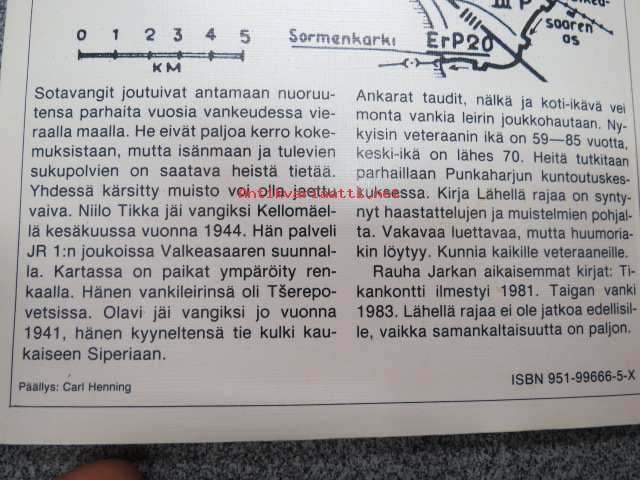 III P
kea-
saaren
as
0 1 2 3 4 5
KM
Sormenkärki
ErP20
Sotavangit joutuivat antamaan nuoruu-
tensa parhaita vuosia vankeudessa vie-
raalla maalla. He eivät paljoa kerro koke-
muksistaan, mutta isänmaan ja tulevien
sukupolvien on saatava heistä tietää.
Yhdessä kärsitty muisto voi olla jaettu
vaiva. Niilo Tikka jäi vangiksi Kellomäel-
lä kesäkuussa vuonna 1944. Hän palveli
JR 1:n joukoissa Valkeasaaren suunnal-
la. Kartassa on paikat ympäröity ren-
kaalla. Hänen vankileirinsä oli Tšerepo-
vetsissa. Olavi jäi vangiksi jo vuonna
1941, hänen kyyneltensä tie kulki kau-
kaiseen Siperiaan.
Päällys: Carl Henning
Ankarat taudit, nälkä ja koti-ikävä vei
monta vankia leirin joukkohautaan. Ny-
kyisin veteraanin ikä on 59—85 vuotta,
keski-ikä on lähes 70. Heitä tutkitaan
parhaillaan Punkaharjun kuntoutuskes-
kuksessa. Kirja Lähellä rajaa on synty-
nyt haastattelujen ja muistelmien pohjal-
ta. Vakavaa luettavaa, mutta huumoria-
kin löytyy. Kunnia kaikille veteraaneille.
Rauha Jarkan aikaisemmat kirjat: Ti-
kankontti ilmestyi 1981. Taigan vanki
1983. Lähellä rajaa ei ole jatkoa edellisil-
le, vaikka samankaltaisuutta on paljon.
ISBN 951-99666-5-X